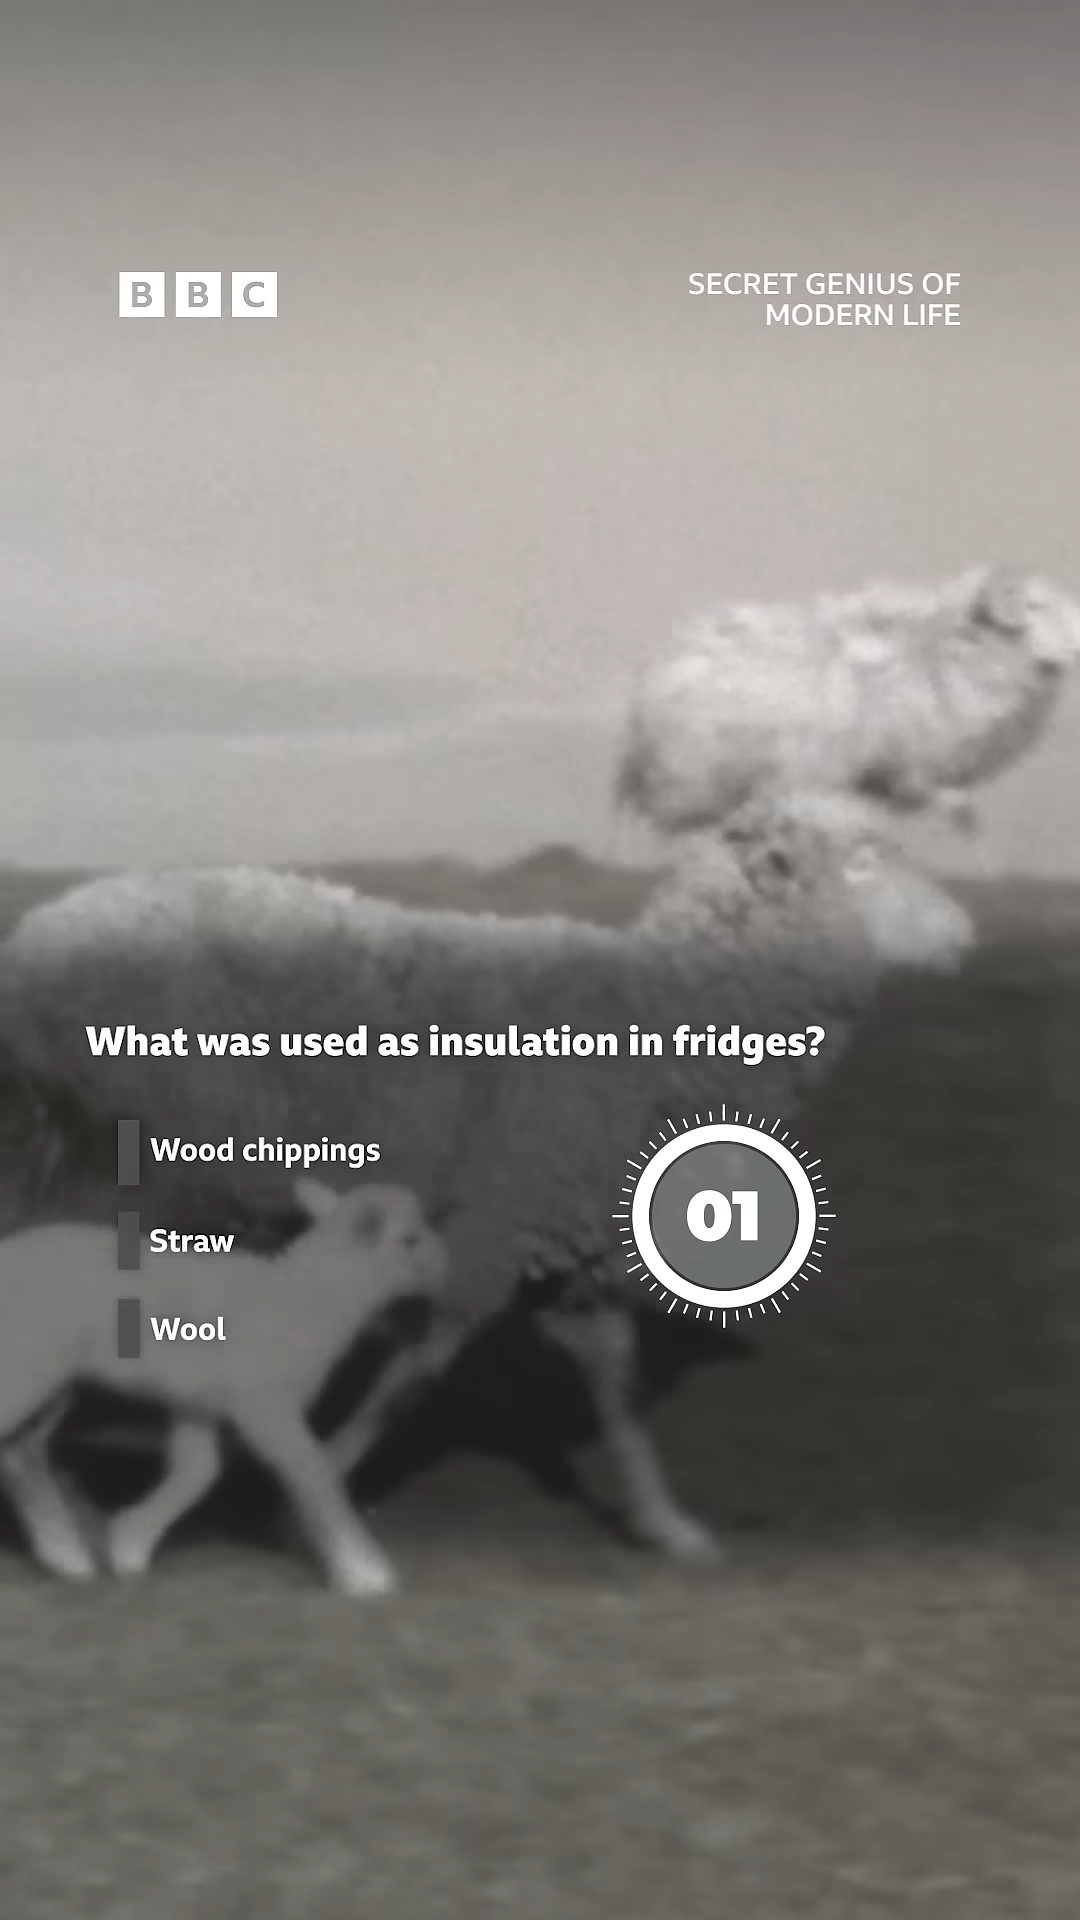 BBC
SECRET GENIUS OF
MODERN LIFE
What was used as insulation in fridges?
Wood chippings
Straw
Wool
01